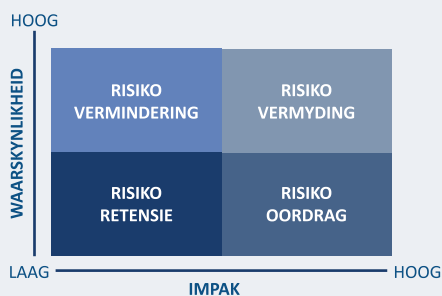 HOOG
WAARSKYNLIKHEID
RISIKO
VERMINDERING
RISIKO
VERMYDING
RISIKO
RETENSIE
RISIKO
OORDRAG
LAAG
HOOG
IMPAK